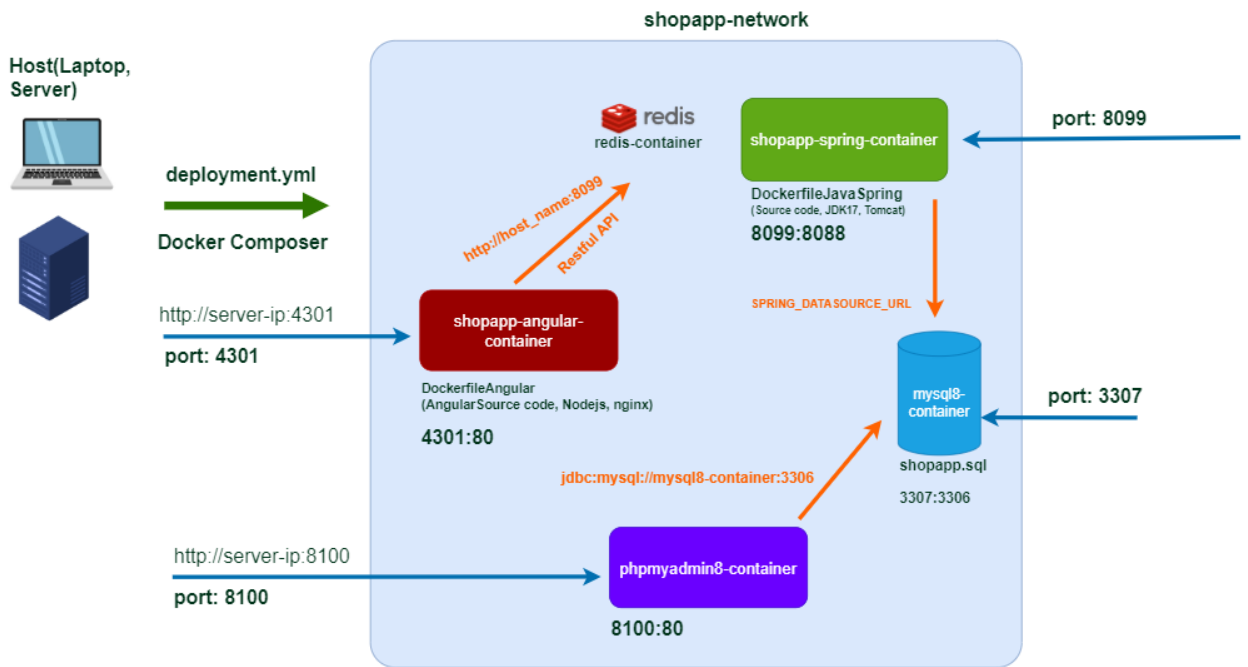 shopapp-network
Host(Laptop,
Server)
deployment.yml
Docker Composer
http://server-ip:4301
port: 4301
http://server-ip:8100
port: 8100
redis
redis-container
http://host_name:8099
Restful API
shopapp-angular-
container
DockerfileAngular
(AngularSource code, Nodejs, nginx)
4301:80
shopapp-spring-container
DockerfileJavaSpring
(Source code, JDK17, Tomcat)
8099:8088
port: 8099
SPRING_DATASOURCE_URL
mysql8-
container
shopapp.sql
3307:3306
port: 3307
jdbc:mysql://mysql8-container:3306
phpmyadmin8-container
8100:80